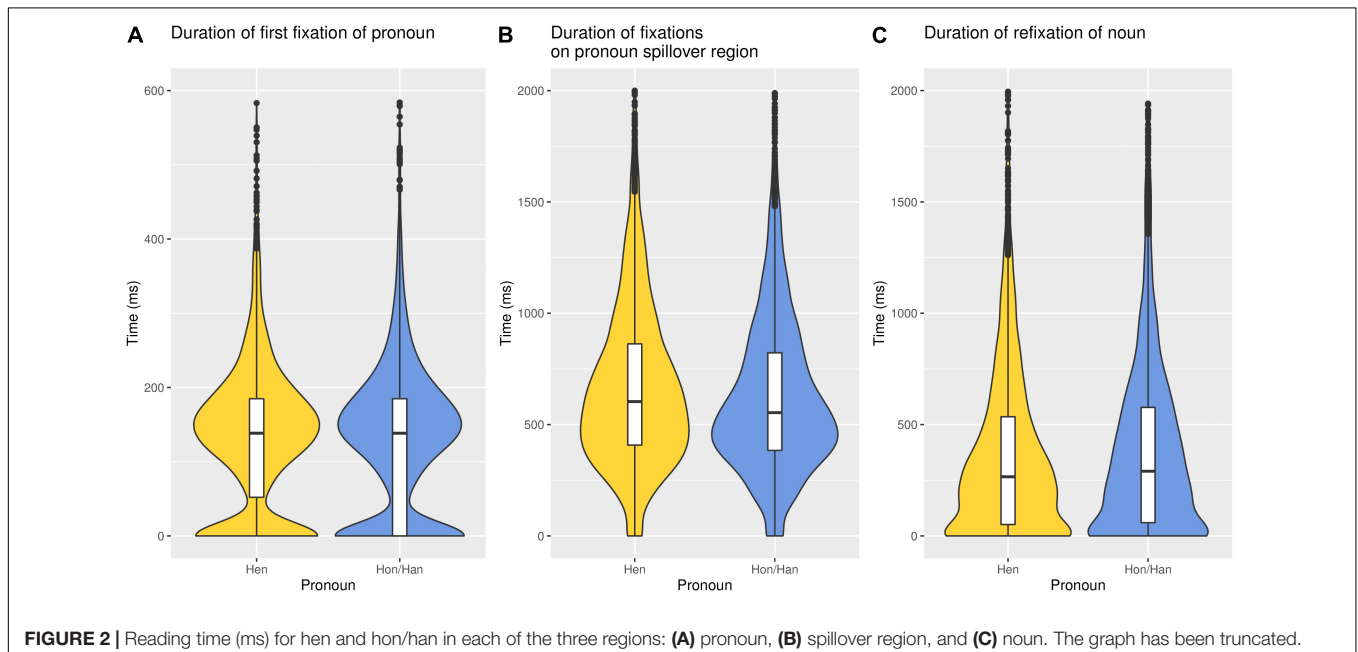 A Duration of first fixation of pronoun
600
400
200
0
Time (ms)
Hen Hon/Han
Pronoun
B Duration of fixations
on pronoun spillover region
2000
1500
1000
500
0
Time (ms)
Hen Hon/Han
Pronoun
C Duration of refixation of noun
2000
1500
1000
500
0
Time (ms)
Hen Hon/Han
Pronoun
FIGURE 2 | Reading time (ms) for hen and hon/han in each of the three regions: (A) pronoun, (B) spillover region, and (C) noun. The graph has been truncated.